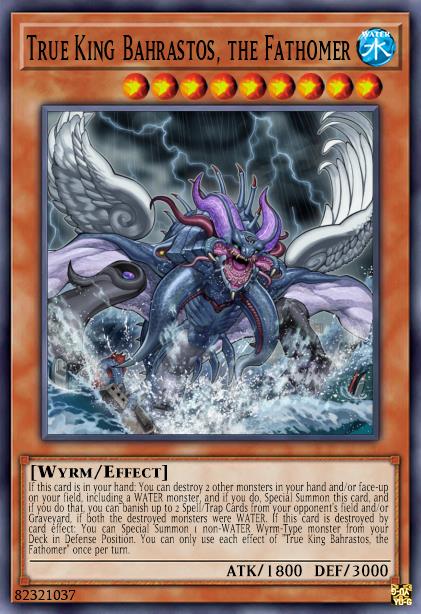 True King Bahrastos, the Fathomer
WATER
水
[Wyrm/Effect]
If this card is in your hand: You can destroy 2 other monsters in your hand and/or face-up
on your field, including a WATER monster, and if you do, Special Summon this card, and
if you do that, you can banish up to 2 Spell/Trap Cards from your opponent's field and/or
Graveyard, if both the destroyed monsters were WATER. If this card is destroyed by
card effect: You can Special Summon 1 non-WATER Wyrm-Type monster from your
Deck in Defense Position. You can only use each effect of "True King Bahrastos, the
Fathomer" once per turn.
ATK/1800 DEF/3000
82321037